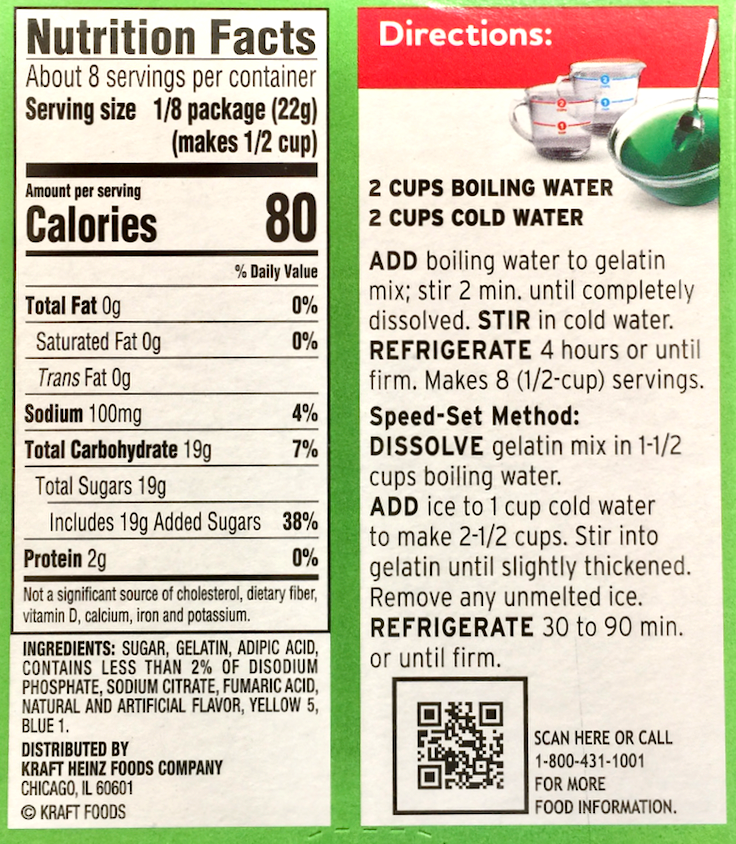 Nutrition Facts
About 8 servings per container
Serving size 1/8 package (22g)
(makes 1/2 cup)
Amount per serving
Calories 80
% Daily Value
Total Fat 0g 0%
Saturated Fat 0g 0%
Trans Fat 0g
Sodium 100mg 4%
Total Carbohydrate 19g 7%
Total Sugars 19g
Includes 19g Added Sugars 38%
Protein 2g 0%
Not a significant source of cholesterol, dietary fiber,
vitamin D, calcium, iron and potassium.
INGREDIENTS: SUGAR, GELATIN, ADIPIC ACID,
CONTAINS LESS THAN 2% OF DISODIUM
PHOSPHATE, SODIUM CITRATE, FUMARIC ACID,
NATURAL AND ARTIFICIAL FLAVOR, YELLOW 5,
BLUE 1.
DISTRIBUTED BY
KRAFT HEINZ FOODS COMPANY
CHICAGO, IL 60601
© KRAFT FOODS
Directions:
2 CUPS BOILING WATER
2 CUPS COLD WATER
ADD boiling water to gelatin
mix; stir 2 min. until completely
dissolved. STIR in cold water.
REFRIGERATE 4 hours or until
firm. Makes 8 (1/2-cup) servings.
Speed-Set Method:
DISSOLVE gelatin mix in 1-1/2
cups boiling water.
ADD ice to 1 cup cold water
to make 2-1/2 cups. Stir into
gelatin until slightly thickened.
Remove any unmelted ice.
REFRIGERATE 30 to 90 min.
or until firm.
SCAN HERE OR CALL
1-800-431-1001
FOR MORE
FOOD INFORMATION.